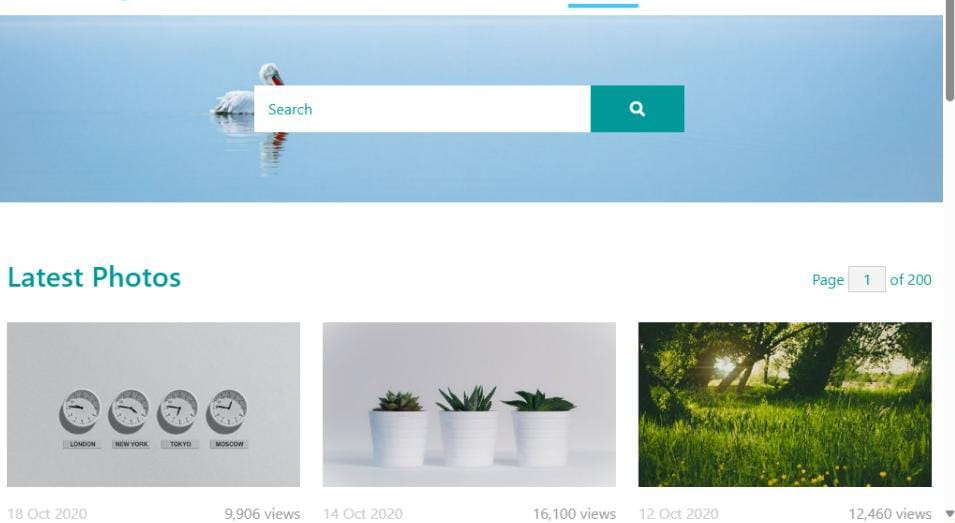 Search
Latest Photos
Page 1 of 200
LONDON NEW YORK TOKYO MOSCOW
18 Oct 2020 9,906 views 14 Oct 2020 16,100 views 12 Oct 2020 12,460 views